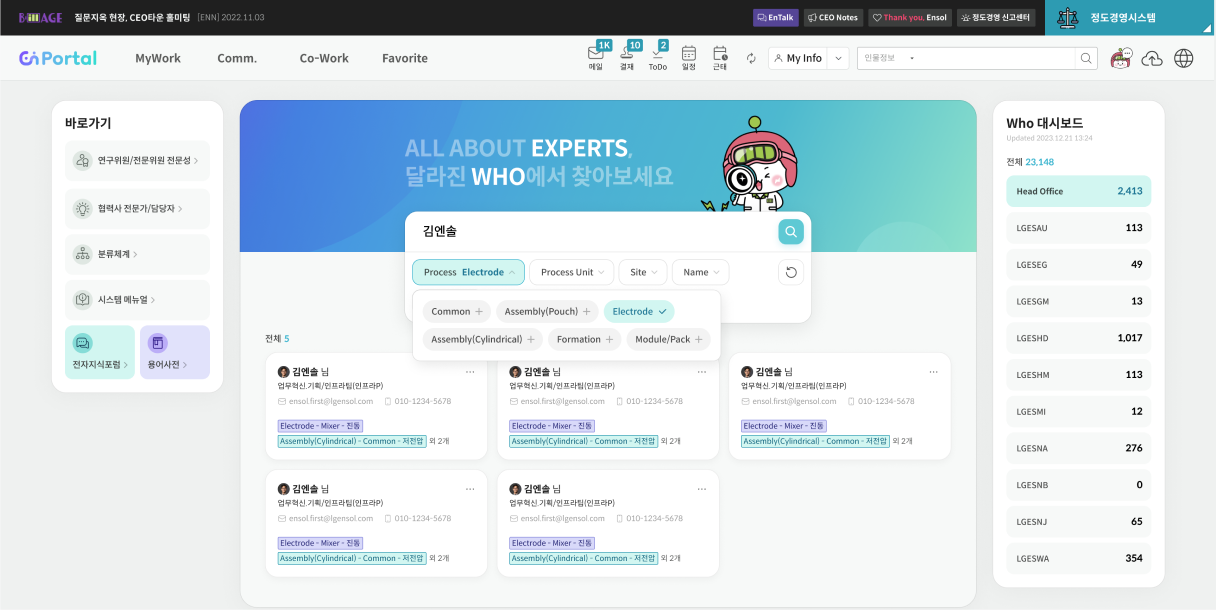 BallAGE 질문지옥 현장, CEO타운 홀미팅 [ENN] 2022.11.03
EnTalk CEO Notes Thank you, Ensol 정도경영 신고센터 정도경영시스템
EnPortal MyWork Comm. Co-Work Favorite
1K 10 2
메일 결재 ToDo 일정 근태 My Info 인물정보
바로가기
연구위원/전문위원 전문성
협력사 전문가/담당자
분류체계
시스템 메뉴얼
전자지식포럼
용어사전
ALL ABOUT EXPERTS,
달라진 WHO에서 찾아보세요
김엔솔
Process Electrode Process Unit Site Name
Common Assembly(Pouch) Electrode
Assembly(Cylindrical) Formation Module/Pack
전체 5
김엔솔 님
업무혁신.기획/인프라팀(인프라P)
ensol.first@lgensol.com 010-1234-5678
Electrode - Mixer - 진동
Assembly(Cylindrical) - Common - 저전압 외 2개
김엔솔 님
업무혁신.기획/인프라팀(인프라P)
ensol.first@lgensol.com 010-1234-5678
Electrode - Mixer - 진동
Assembly(Cylindrical) - Common - 저전압 외 2개
김엔솔 님
업무혁신.기획/인프라팀(인프라P)
ensol.first@lgensol.com 010-1234-5678
Electrode - Mixer - 진동
Assembly(Cylindrical) - Common - 저전압 외 2개
김엔솔 님
업무혁신.기획/인프라팀(인프라P)
ensol.first@lgensol.com 010-1234-5678
Electrode - Mixer - 진동
Assembly(Cylindrical) - Common - 저전압 외 2개
김엔솔 님
업무혁신.기획/인프라팀(인프라P)
ensol.first@lgensol.com 010-1234-5678
Electrode - Mixer - 진동
Assembly(Cylindrical) - Common - 저전압 외 2개
Who 대시보드
Updated 2023.12.21 13:24
전체 23,148
Head Office 2,413
LGESAU 113
LGESEG 49
LGESGM 13
LGESHD 1,017
LGESHM 113
LGESMI 12
LGESNA 276
LGESNB 0
LGESNJ 65
LGESWA 354